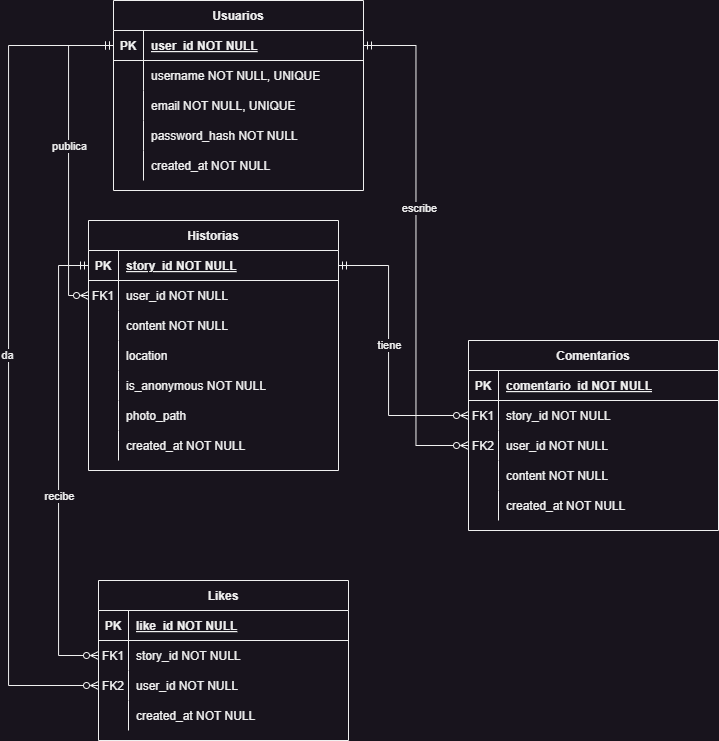 Usuarios
PK user_id NOT NULL
username NOT NULL, UNIQUE
email NOT NULL, UNIQUE
password_hash NOT NULL
created_at NOT NULL
publica
escribe
Historias
PK story_id NOT NULL
FK1 user_id NOT NULL
content NOT NULL
location
is_anonymous NOT NULL
photo_path
created_at NOT NULL
da
tiene
recibe
Comentarios
PK comentario_id NOT NULL
FK1 story_id NOT NULL
FK2 user_id NOT NULL
content NOT NULL
created_at NOT NULL
Likes
PK like_id NOT NULL
FK1 story_id NOT NULL
FK2 user_id NOT NULL
created_at NOT NULL